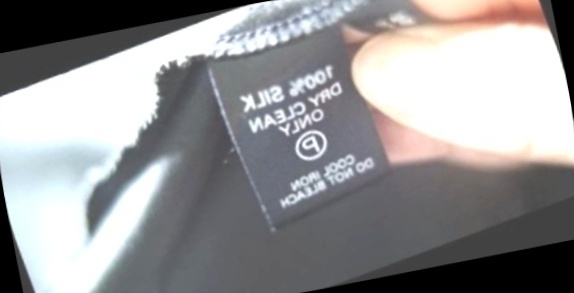 100% SILK
DRY CLEAN
ONLY
P
COOL IRON
DO NOT BLEACH